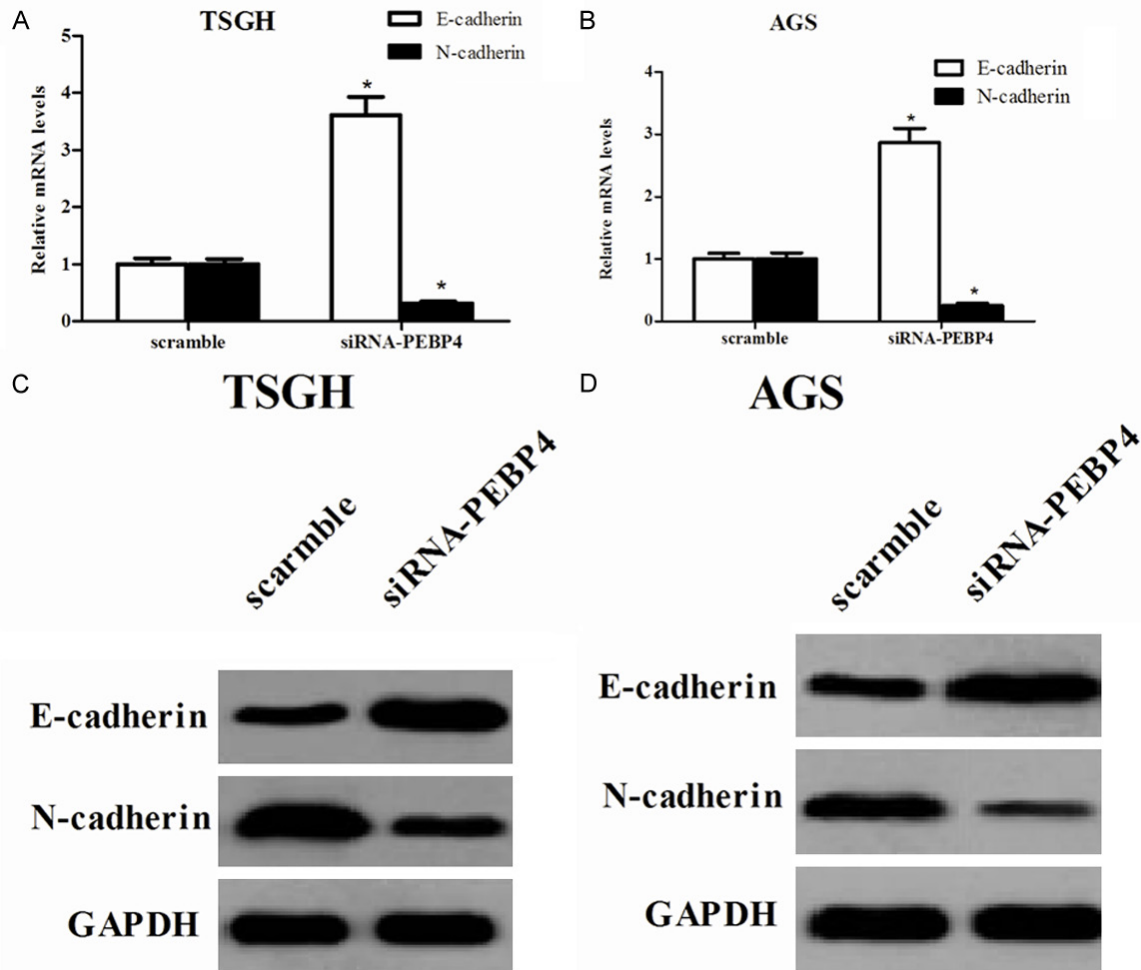 A
TSGH
E-cadherin
N-cadherin
Relative mRNA levels
5
4
3
2
1
0
*
*
scramble
siRNA-PEBP4
B
AGS
E-cadherin
N-cadherin
Relative mRNA levels
4
3
2
1
0
*
*
scramble
siRNA-PEBP4
C
TSGH
scarmble
siRNA-PEBP4
E-cadherin
N-cadherin
GAPDH
D
AGS
scarmble
siRNA-PEBP4
E-cadherin
N-cadherin
GAPDH